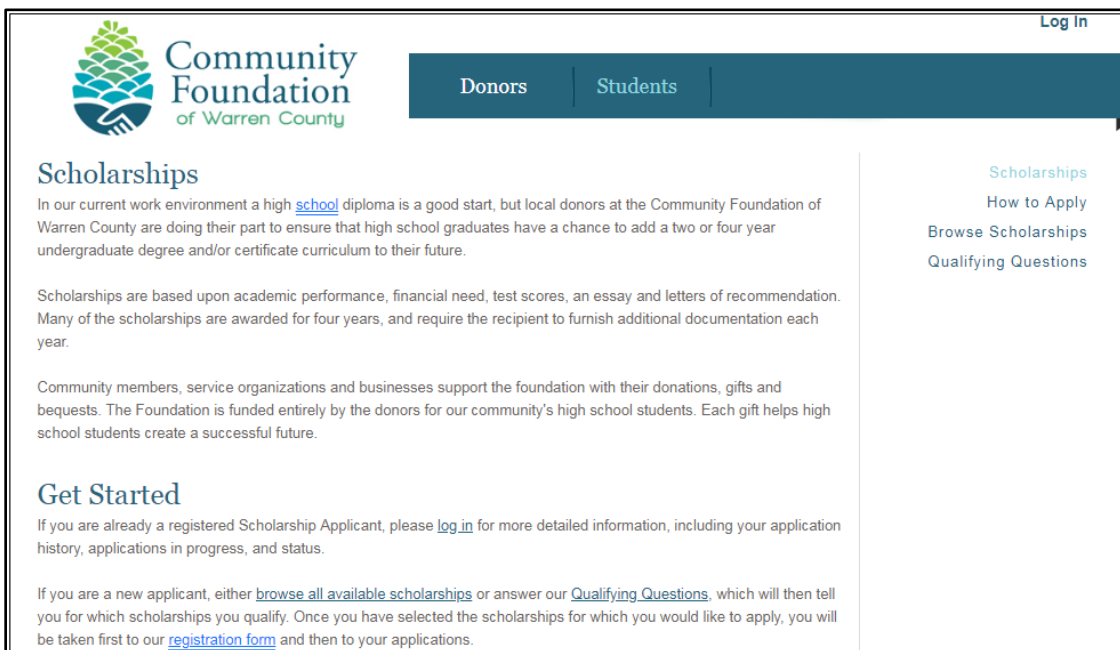 Log In
Community
Foundation
of Warren County
Donors
Students
Scholarships
In our current work environment a high school diploma is a good start, but local donors at the Community Foundation of
Warren County are doing their part to ensure that high school graduates have a chance to add a two or four year
undergraduate degree and/or certificate curriculum to their future.
Scholarships are based upon academic performance, financial need, test scores, an essay and letters of recommendation.
Many of the scholarships are awarded for four years, and require the recipient to furnish additional documentation each
year.
Community members, service organizations and businesses support the foundation with their donations, gifts and
bequests. The Foundation is funded entirely by the donors for our community's high school students. Each gift helps high
school students create a successful future.
Get Started
If you are already a registered Scholarship Applicant, please log in for more detailed information, including your application
history, applications in progress, and status.
If you are a new applicant, either browse all available scholarships or answer our Qualifying Questions, which will then tell
you for which scholarships you qualify. Once you have selected the scholarships for which you would like to apply, you will
be taken first to our registration form and then to your applications.
Scholarships
How to Apply
Browse Scholarships
Qualifying Questions